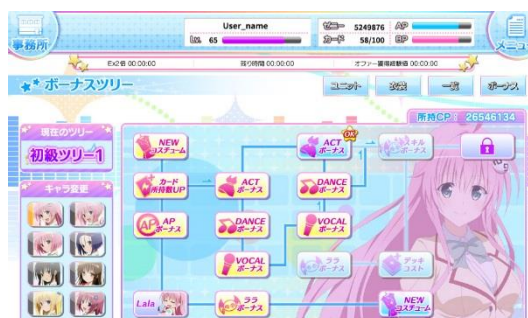 User_name
事務所
Lv. 65
ゼニー 5249876 AP
カード 58/100 BP
メニュー
Ex2倍 00:00:00 残り時間 00:00:00 オファー獲得経験値 00:00:00
ボーナスツリー
ユニット 衣装 一覧 ボーナス
所持CP: 26546134
現在のツリー
初級ツリー1
キャラ変更
NEW
コスチューム
ACT
ボーナス
OK!
スキル
ボーナス
カード
所持数UP
ACT
ボーナス
DANCE
ボーナス
AP
AP
ボーナス
DANCE
ボーナス
VOCAL
ボーナス
VOCAL
ボーナス
ララ
ボーナス
デッキ
コスト
Lala
ララ
ボーナス
NEW
コスチューム